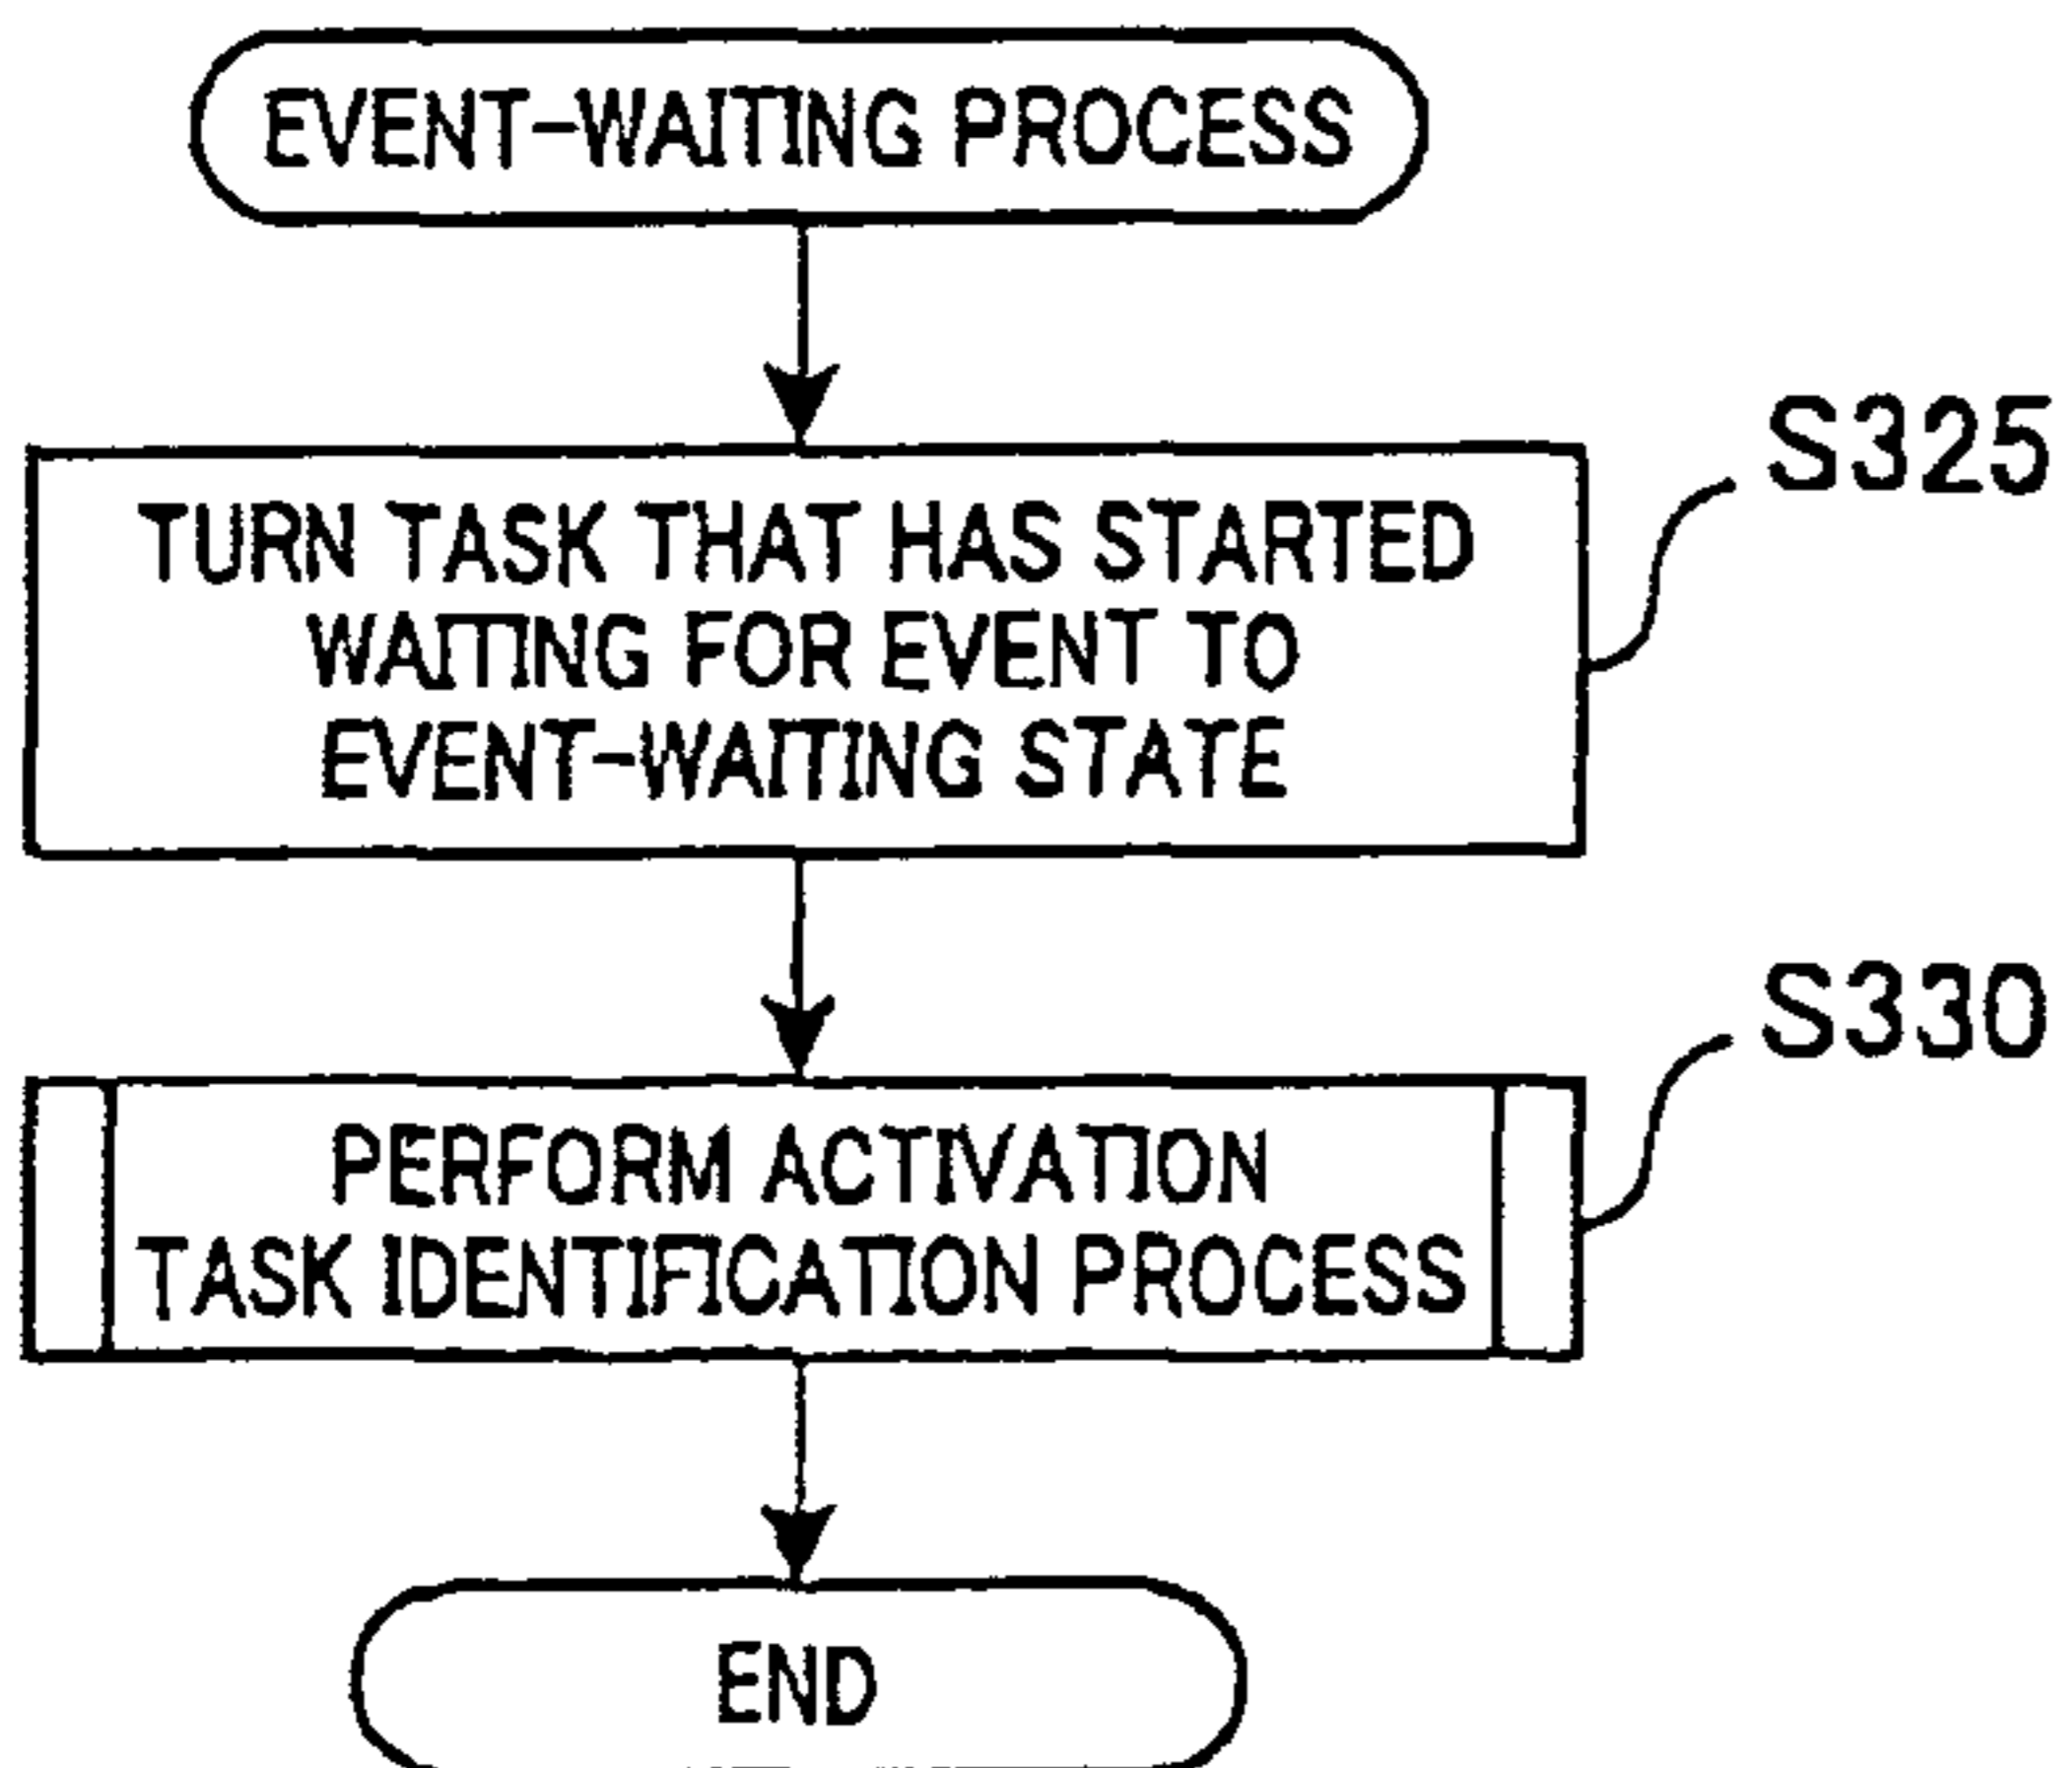 EVENT-WAITING PROCESS
S325
TURN TASK THAT HAS STARTED
WAITING FOR EVENT TO
EVENT-WAITING STATE
S330
PERFORM ACTIVATION
TASK IDENTIFICATION PROCESS
END